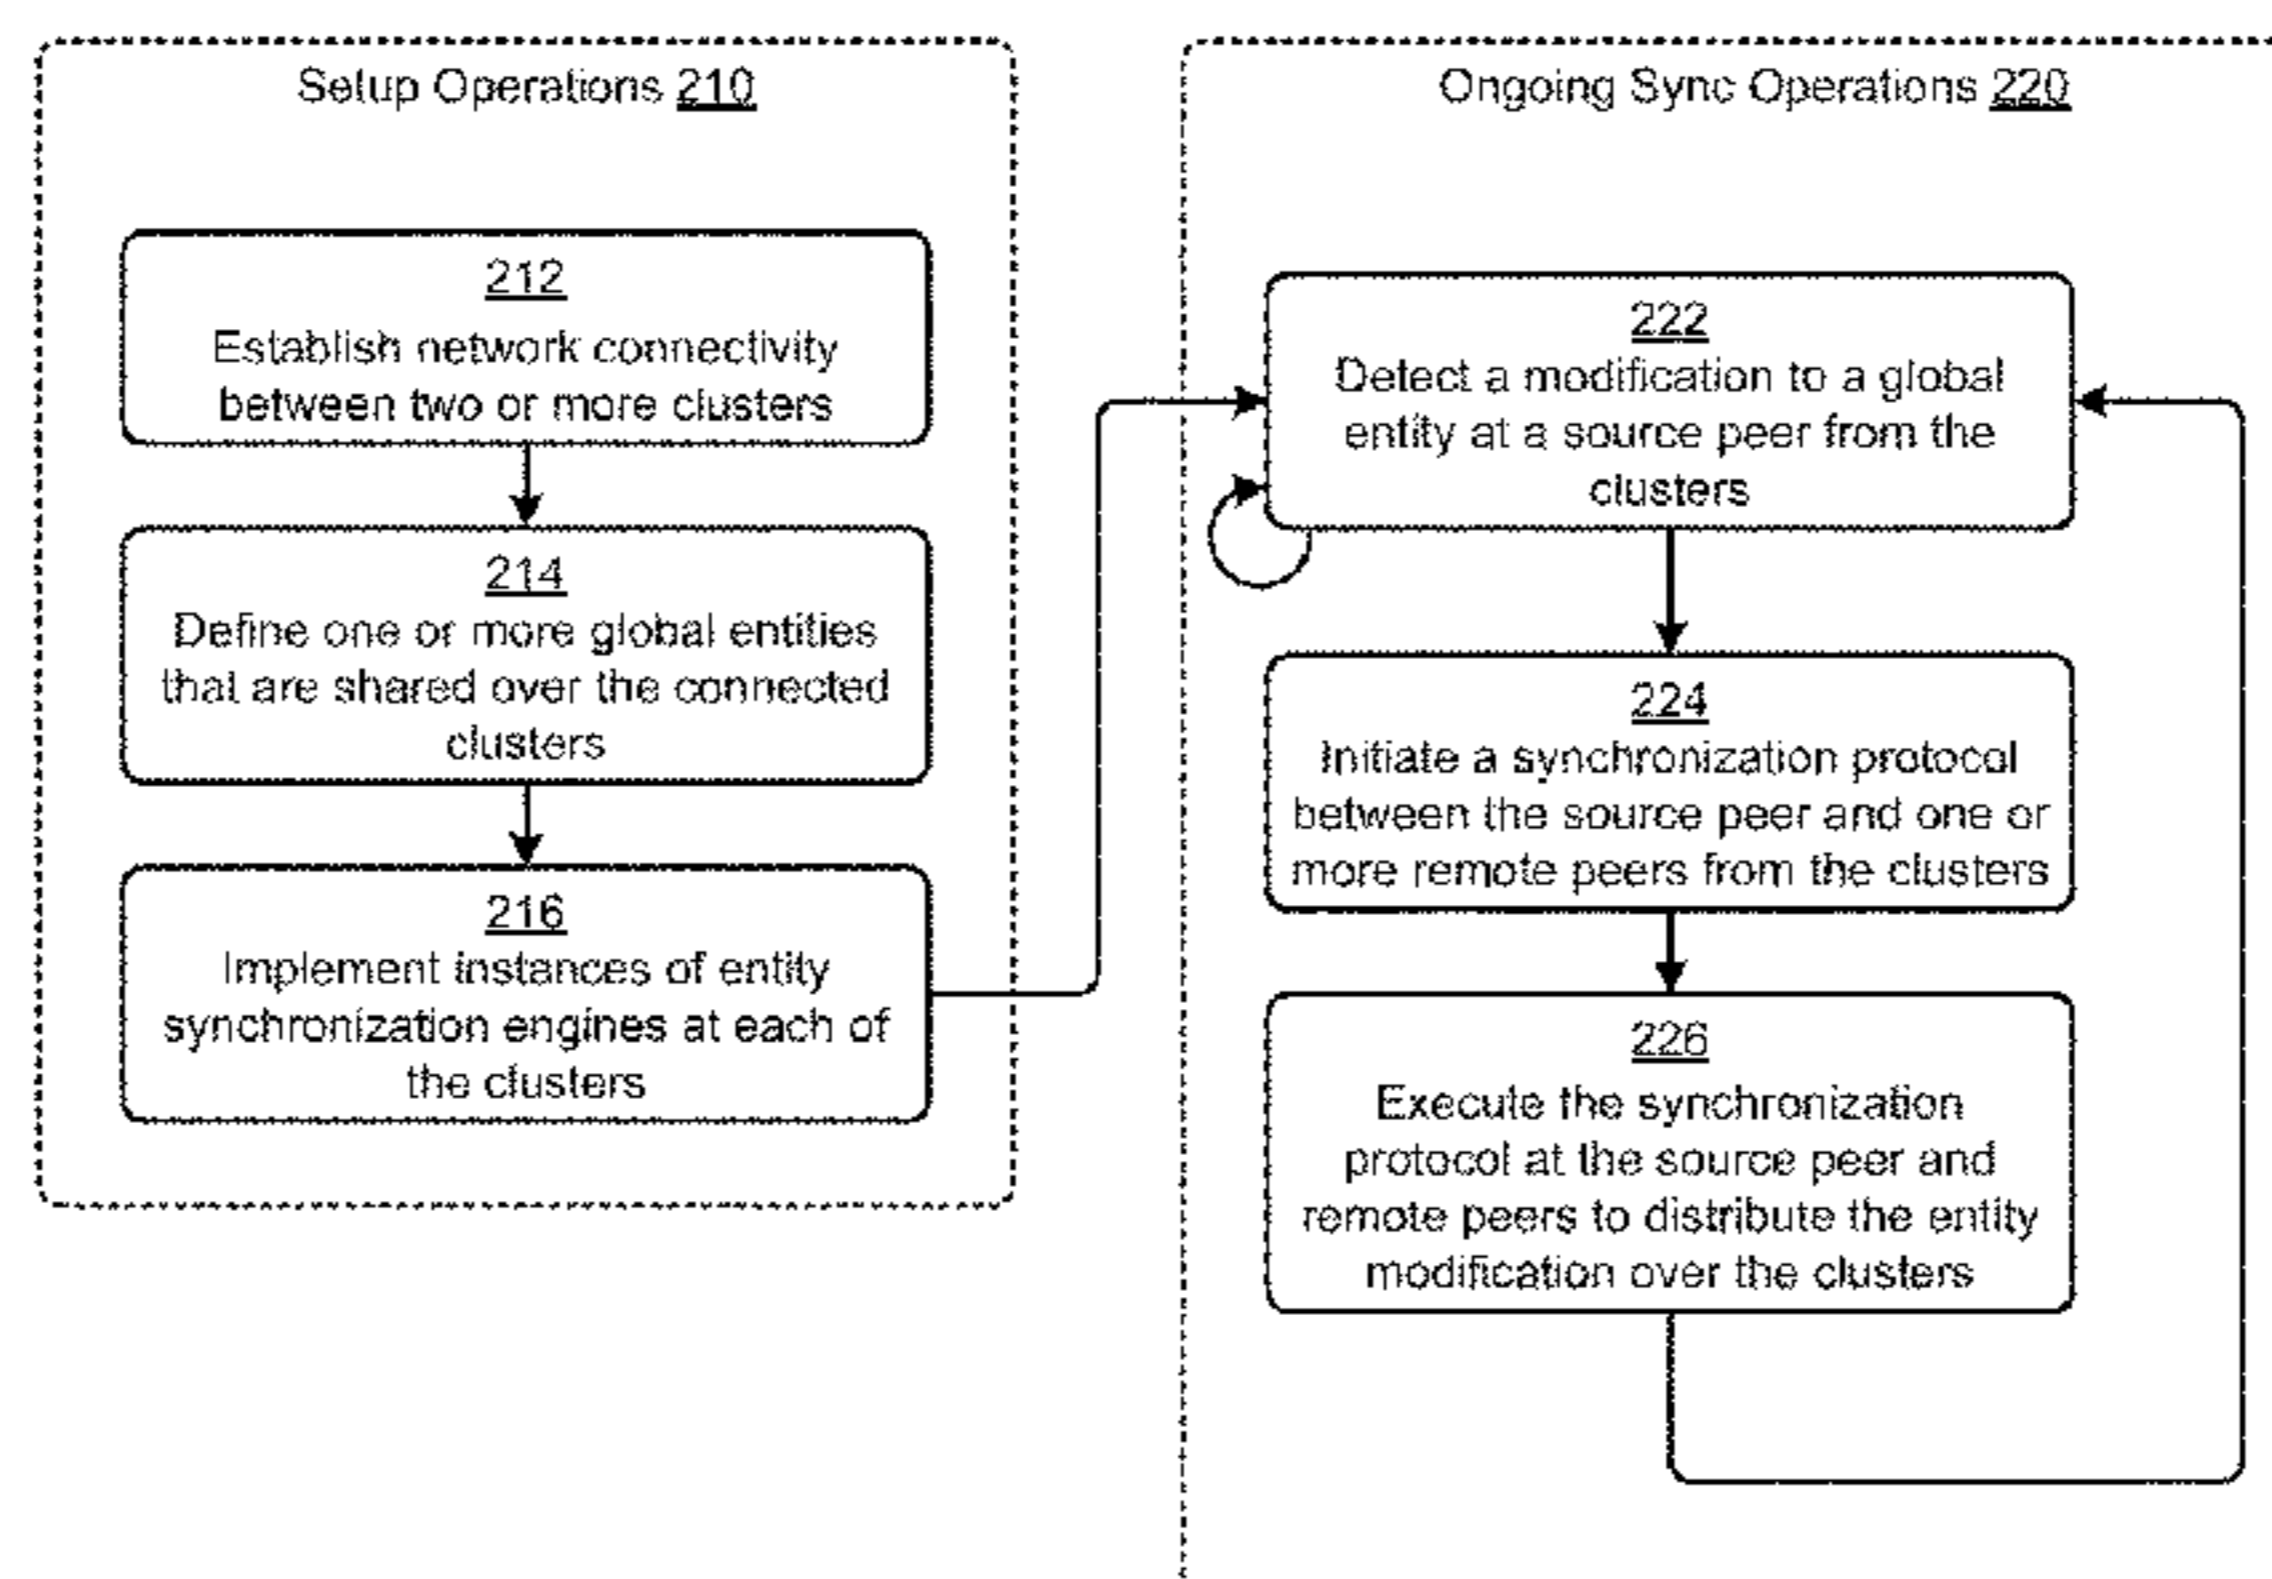 Setup Operations 210
212
Establish network connectivity
between two or more clusters
214
Define one or more global entities
that are shared over the connected
clusters
216
Implement instances of entity
synchronization engines at each of
the clusters
Ongoing Sync Operations 220
222
Detect a modification to a global
entity at a source peer from the
clusters
224
Initiate a synchronization protocol
between the source peer and one or
more remote peers from the clusters
226
Execute the synchronization
protocol at the source peer and
remote peers to distribute the entity
modification over the clusters